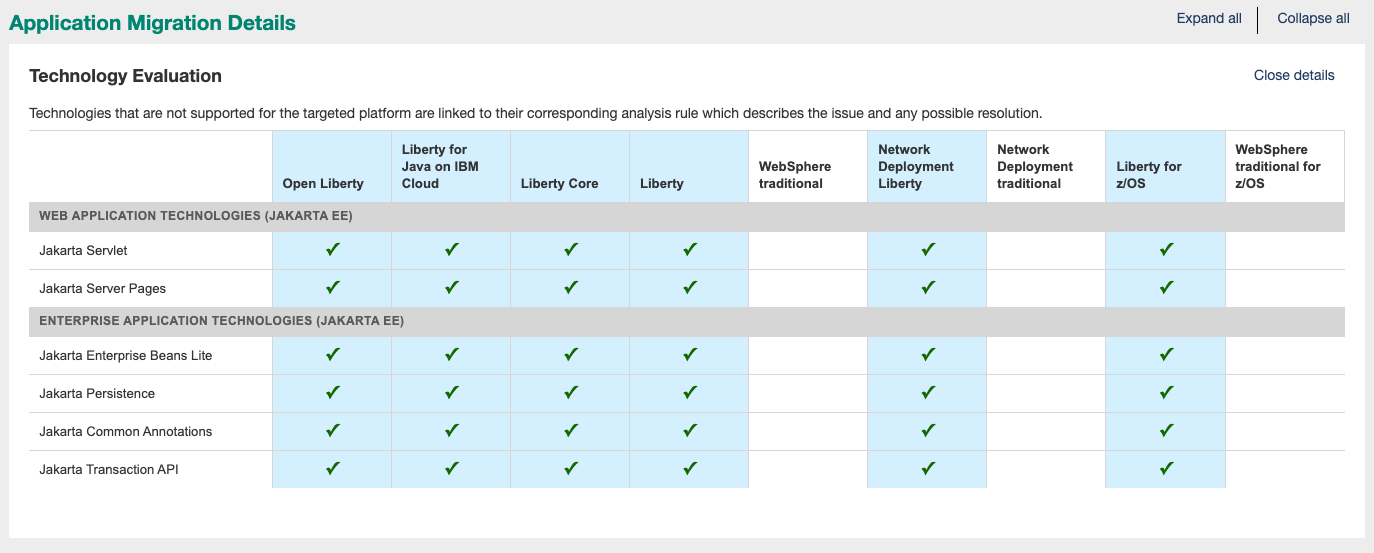 Application Migration Details
Expand all
Collapse all
Technology Evaluation
Close details
Technologies that are not supported for the targeted platform are linked to their corresponding analysis rule which describes the issue and any possible resolution.
Open Liberty
Liberty for
Java on IBM
Cloud
Liberty Core
Liberty
WebSphere
traditional
Network
Deployment
Liberty
Network
Deployment
traditional
Liberty for
z/OS
WebSphere
traditional for
z/OS
WEB APPLICATION TECHNOLOGIES (JAKARTA EE)
Jakarta Servlet
Jakarta Server Pages
ENTERPRISE APPLICATION TECHNOLOGIES (JAKARTA EE)
Jakarta Enterprise Beans Lite
Jakarta Persistence
Jakarta Common Annotations
Jakarta Transaction API